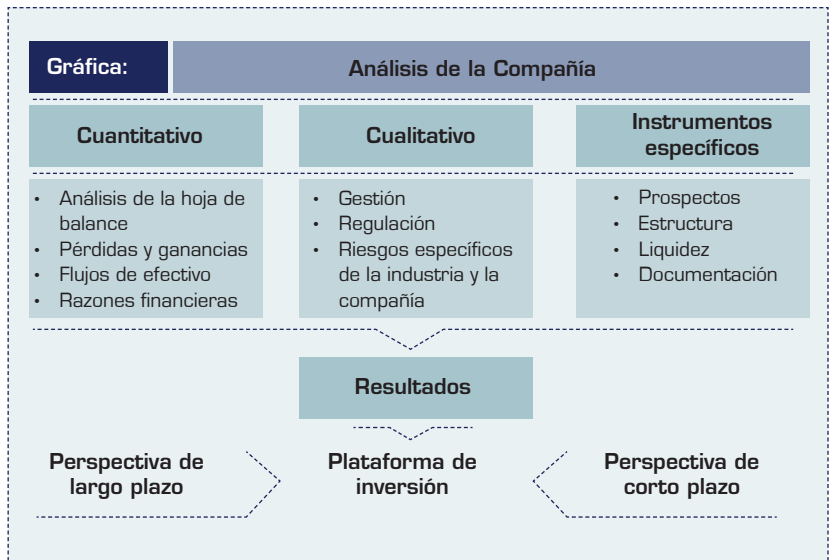 Gráfica:
Análisis de la Compañía
Cuantitativo
Cualitativo
Instrumentos
específicos
• Análisis de la hoja de
balance
• Pérdidas y ganancias
• Flujos de efectivo
• Razones financieras
• Gestión
• Regulación
• Riesgos específicos
de la industria y la
compañía
• Prospectos
• Estructura
• Liquidez
• Documentación
Resultados
Perspectiva de
largo plazo
Plataforma de
inversión
Perspectiva de
corto plazo